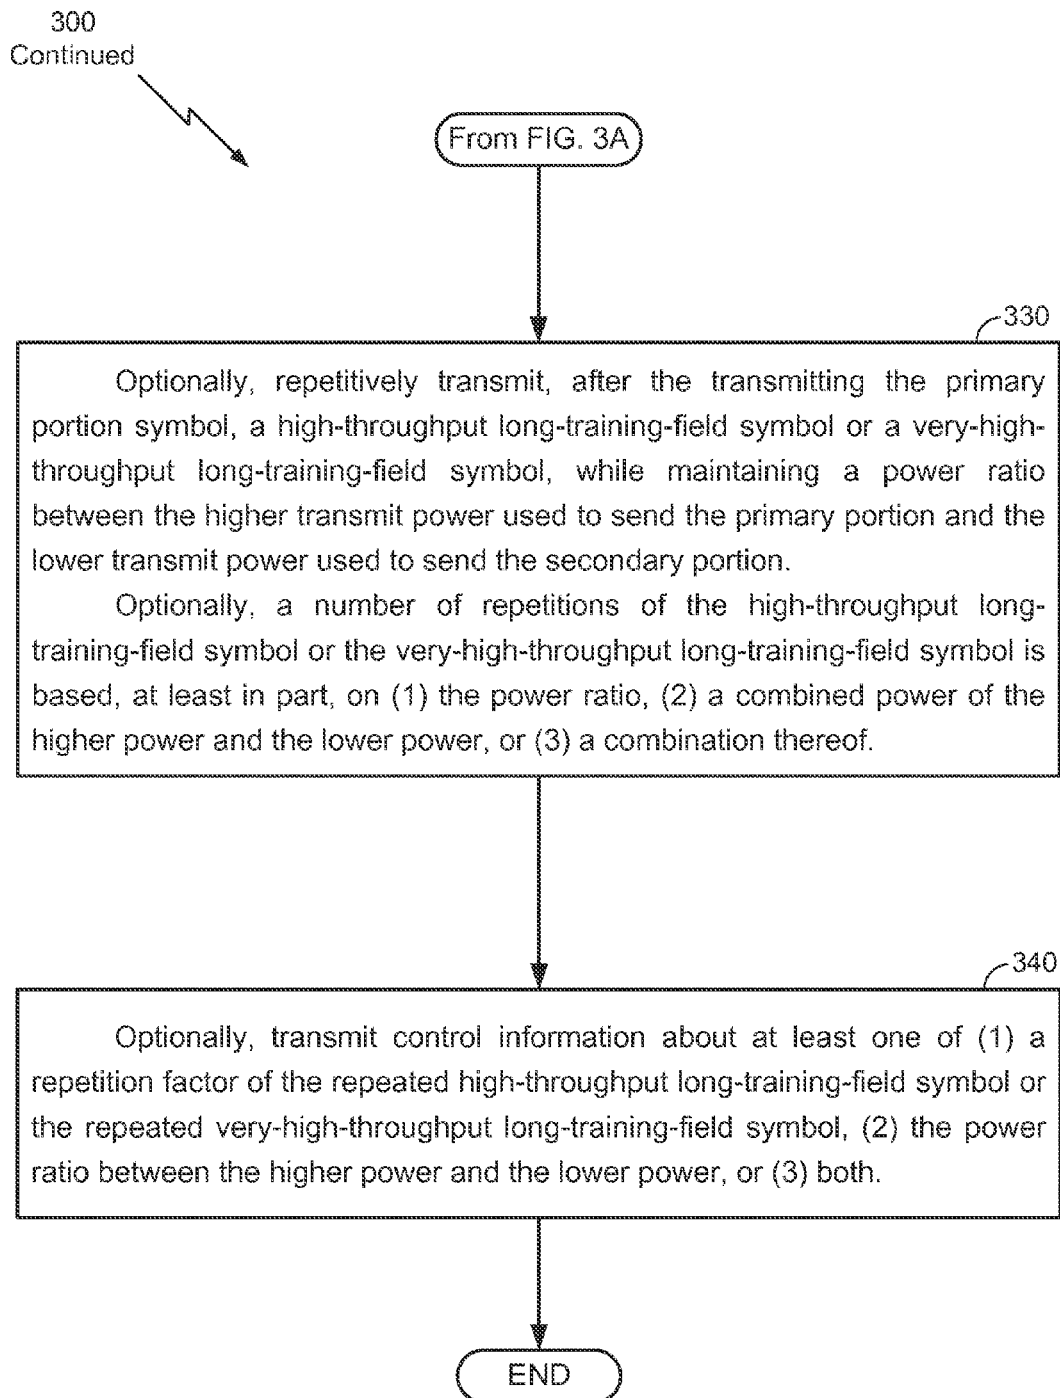 300
Continued
From FIG. 3A
330
Optionally, repetitively transmit, after the transmitting the primary
portion symbol, a high-throughput long-training-field symbol or a very-high-
throughput long-training-field symbol, while maintaining a power ratio
between the higher transmit power used to send the primary portion and the
lower transmit power used to send the secondary portion.
Optionally, a number of repetitions of the high-throughput long-
training-field symbol or the very-high-throughput long-training-field symbol is
based, at least in part, on (1) the power ratio, (2) a combined power of the
higher power and the lower power, or (3) a combination thereof.
340
Optionally, transmit control information about at least one of (1) a
repetition factor of the repeated high-throughput long-training-field symbol or
the repeated very-high-throughput long-training-field symbol, (2) the power
ratio between the higher power and the lower power, or (3) both.
END